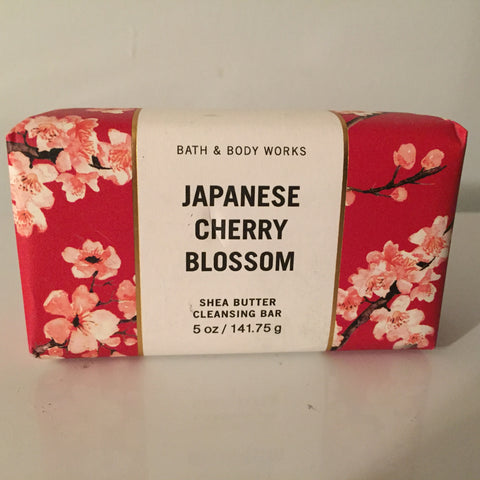 BATH & BODY WORKS
JAPANESE
CHERRY
BLOSSOM
SHEA BUTTER
CLEANSING BAR
5 oz / 141.75 g